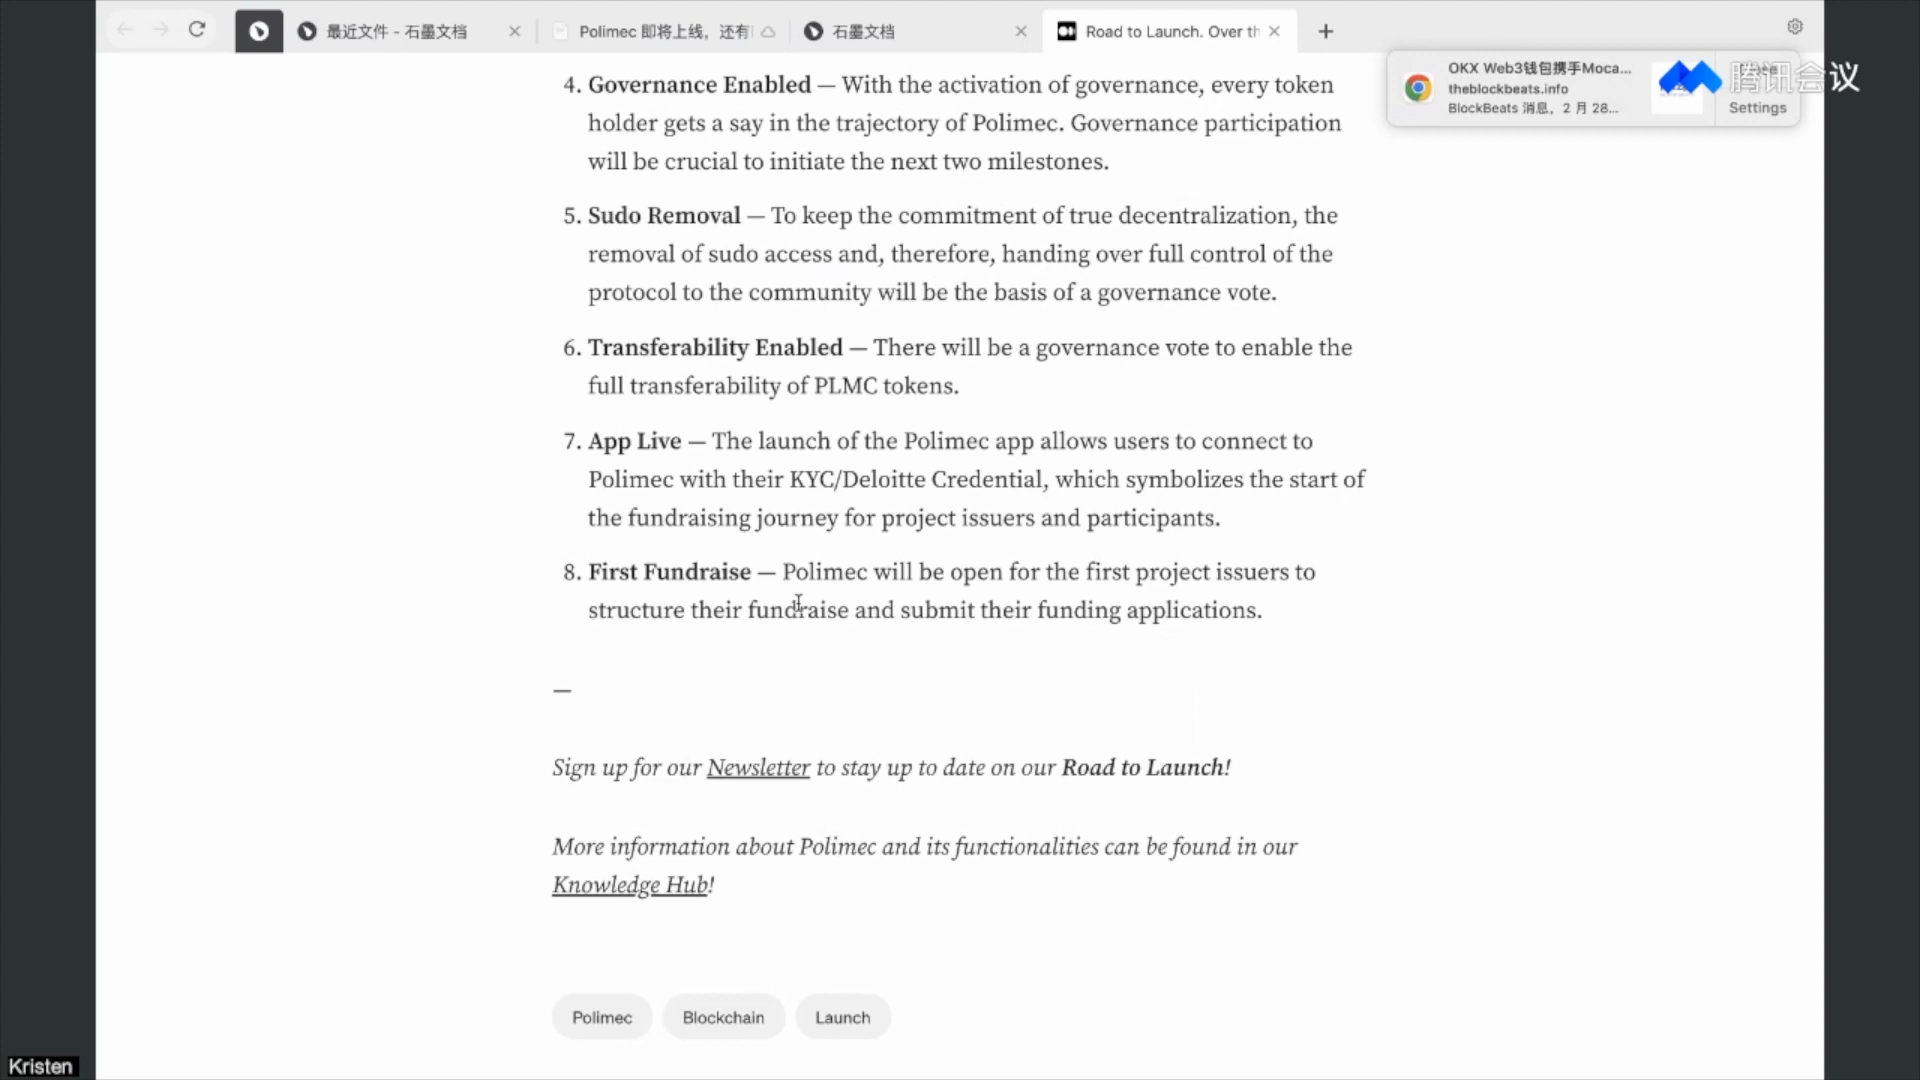 最近文件 - 石墨文档
Polimec 即将上线，还有
石墨文档
Road to Launch. Over th
OKX Web3钱包携手Moca...
theblockbeats.info
BlockBeats 消息，2 月 28...
Settings
腾讯会议
4. Governance Enabled — With the activation of governance, every token
holder gets a say in the trajectory of Polimec. Governance participation
will be crucial to initiate the next two milestones.
5. Sudo Removal — To keep the commitment of true decentralization, the
removal of sudo access and, therefore, handing over full control of the
protocol to the community will be the basis of a governance vote.
6. Transferability Enabled — There will be a governance vote to enable the
full transferability of PLMC tokens.
7. App Live — The launch of the Polimec app allows users to connect to
Polimec with their KYC/Deloitte Credential, which symbolizes the start of
the fundraising journey for project issuers and participants.
8. First Fundraise — Polimec will be open for the first project issuers to
structure their fundraise and submit their funding applications.
—
Sign up for our Newsletter to stay up to date on our Road to Launch!
More information about Polimec and its functionalities can be found in our
Knowledge Hub!
Polimec
Blockchain
Launch
Kristen